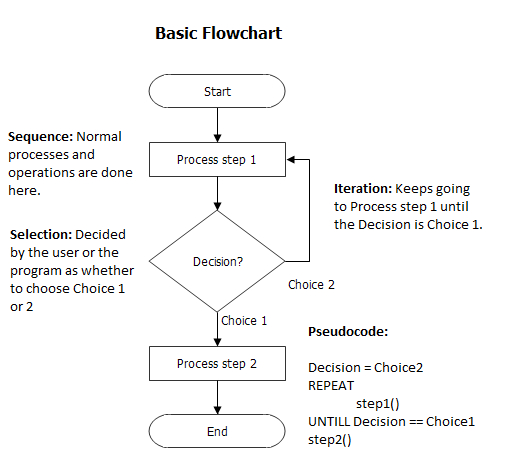 Basic Flowchart
Start
Sequence: Normal
processes and
operations are done
here.
Process step 1
Iteration: Keeps going
to Process step 1 until
the Decision is Choice 1.
Selection: Decided
by the user or the
program as whether
to choose Choice 1
or 2
Decision?
Choice 2
Choice 1
Process step 2
End
Pseudocode:
Decision = Choice2
REPEAT
step1()
UNTILL Decision == Choice1
step2()